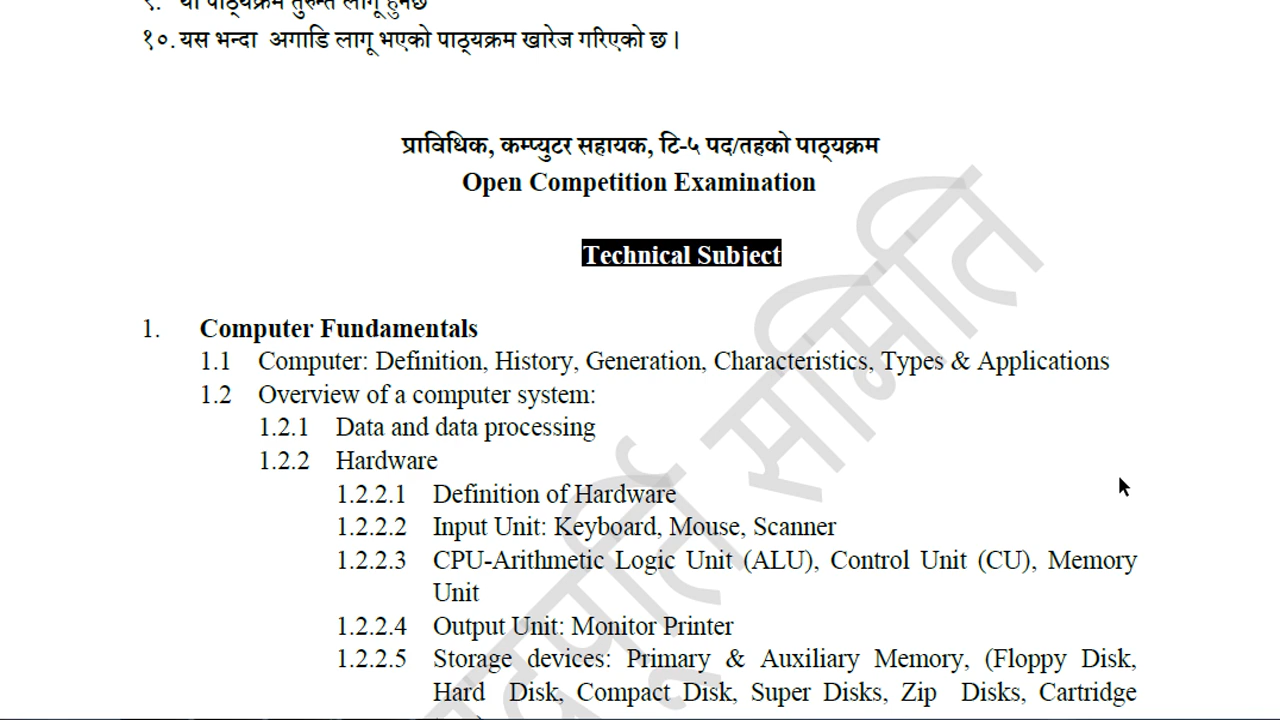 ९. यो पाठ्यक्रम तुरुन्त लागू हुनेछ
१०. यस भन्दा अगाडि लागू भएको पाठ्यक्रम खारेज गरिएको छ।
प्राविधिक, कम्प्युटर सहायक, टि-५ पद/तहको पाठ्यक्रम
Open Competition Examination
Technical Subject
1. Computer Fundamentals
1.1 Computer: Definition, History, Generation, Characteristics, Types & Applications
1.2 Overview of a computer system:
1.2.1 Data and data processing
1.2.2 Hardware
1.2.2.1 Definition of Hardware
1.2.2.2 Input Unit: Keyboard, Mouse, Scanner
1.2.2.3 CPU-Arithmetic Logic Unit (ALU), Control Unit (CU), Memory
Unit
1.2.2.4 Output Unit: Monitor Printer
1.2.2.5 Storage devices: Primary & Auxiliary Memory, (Floppy Disk,
Hard Disk, Compact Disk, Super Disks, Zip Disks, Cartridge
समिति